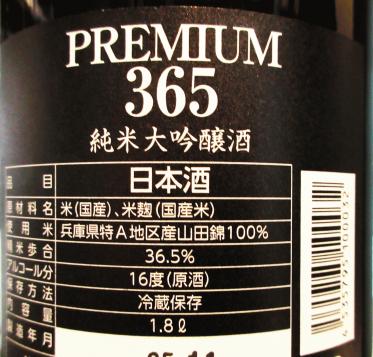 PREMIUM
365
純米大吟醸酒
品目 日本酒
原材料名 米(国産)、米麹(国産米)
使用米 兵庫県特A地区産山田錦100%
精米歩合 36.5%
アルコール分 16度(原酒)
保存方法 冷蔵保存
内容量 1.8ℓ
製造年月